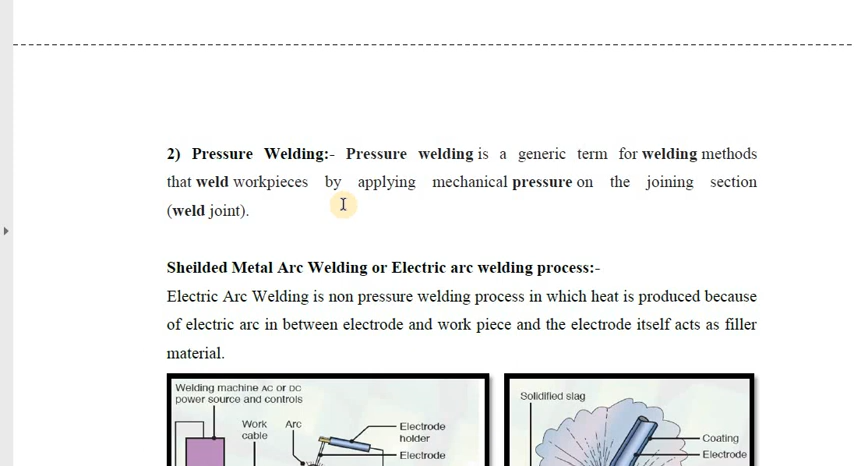 2) Pressure Welding:- Pressure welding is a generic term for welding methods
that weld workpieces by applying mechanical pressure on the joining section
(weld joint).
Sheilded Metal Arc Welding or Electric arc welding process:-
Electric Arc Welding is non pressure welding process in which heat is produced because
of electric arc in between electrode and work piece and the electrode itself acts as filler
material.
Welding machine AC or DC
power source and controls
Work
cable
Arc
Electrode
holder
Electrode
Solidified slag
Coating
Electrode